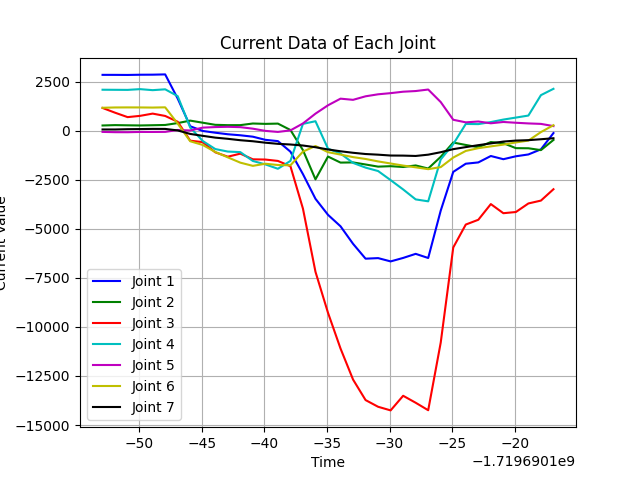 Current Data of Each Joint
2500
0
−2500
−5000
−7500
−10000
−12500
−15000
Current Value
Joint 1
Joint 2
Joint 3
Joint 4
Joint 5
Joint 6
Joint 7
−50 −45 −40 −35 −30 −25 −20
Time
−1.7196901e9